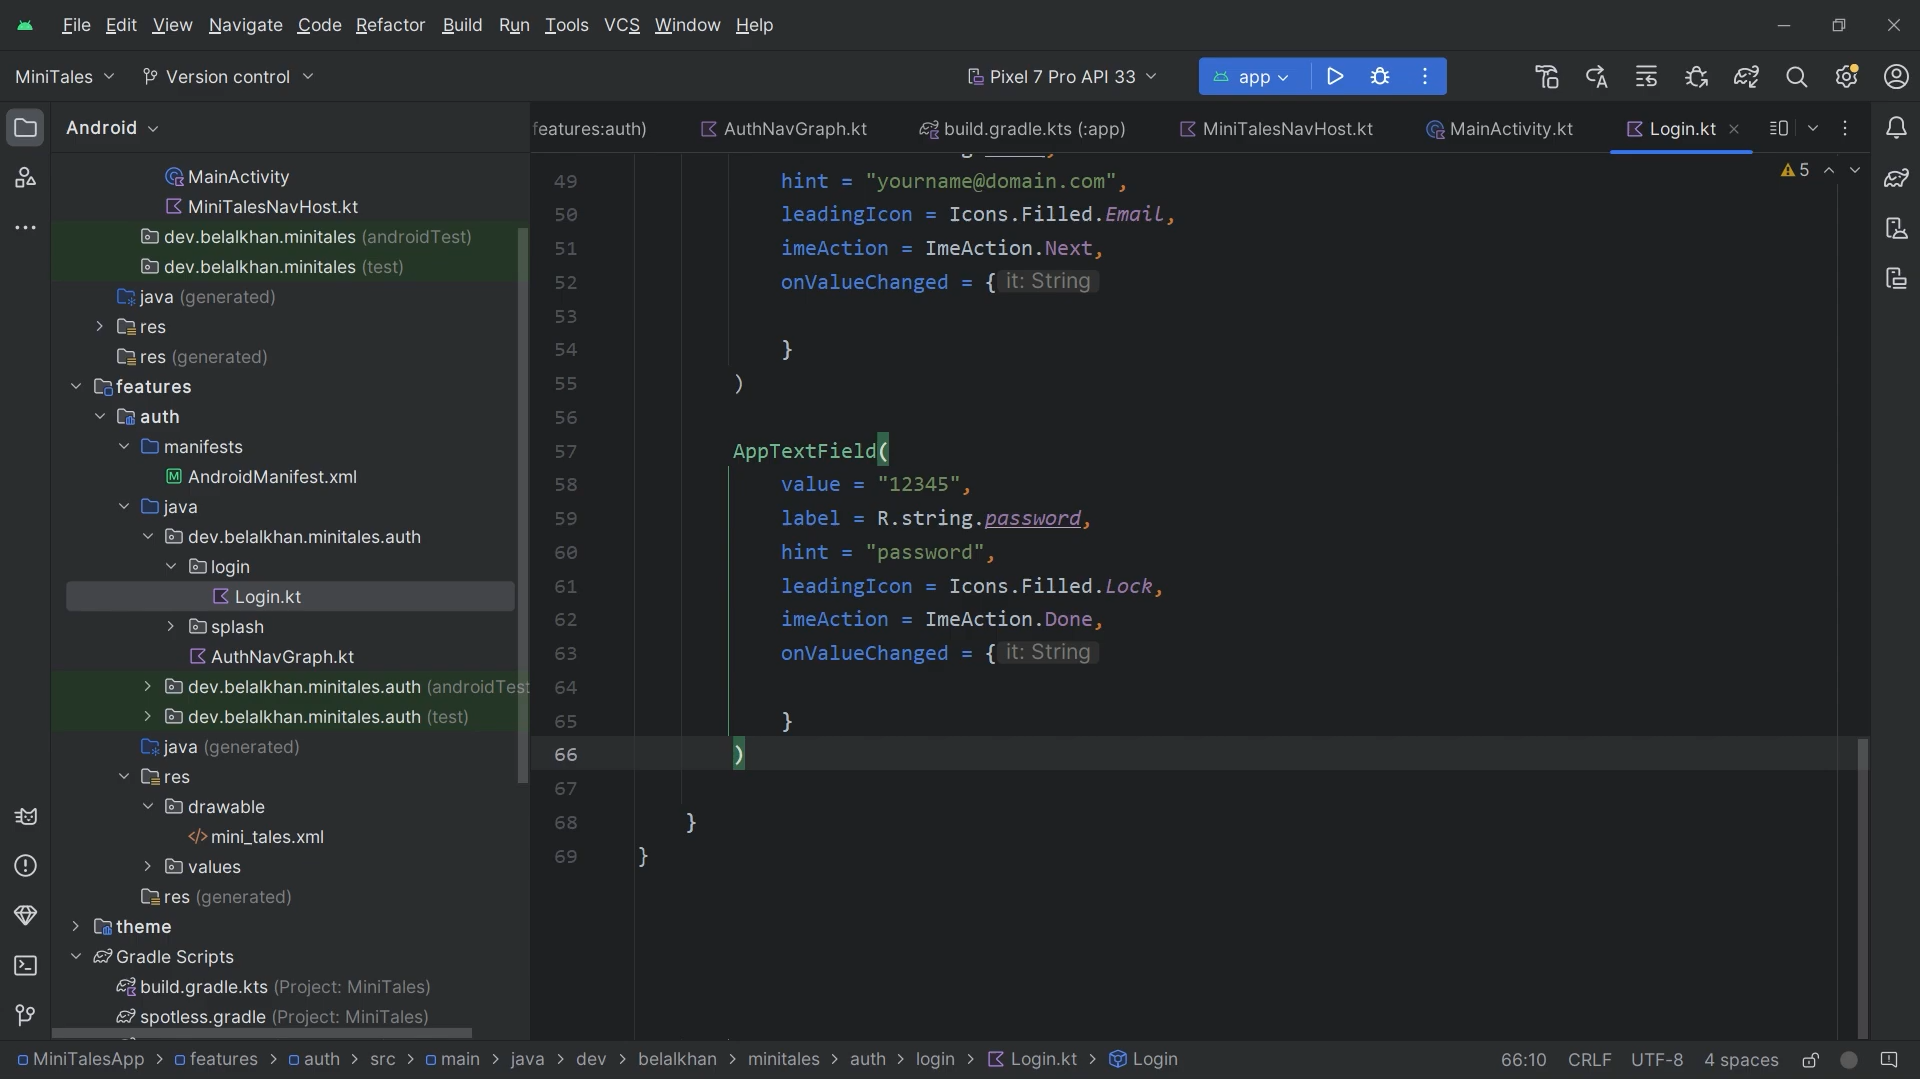 File Edit View Navigate Code Refactor Build Run Tools VCS Window Help
MiniTales Version control Pixel 7 Pro API 33 app
Android
features:auth) AuthNavGraph.kt build.gradle.kts (:app) MiniTalesNavHost.kt MainActivity.kt Login.kt
5
MainActivity
MiniTalesNavHost.kt
dev.belalkhan.minitales (androidTest)
dev.belalkhan.minitales (test)
java (generated)
res
res (generated)
features
auth
manifests
AndroidManifest.xml
java
dev.belalkhan.minitales.auth
login
Login.kt
splash
AuthNavGraph.kt
dev.belalkhan.minitales.auth (androidTest
dev.belalkhan.minitales.auth (test)
java (generated)
res
drawable
mini_tales.xml
values
res (generated)
theme
Gradle Scripts
build.gradle.kts (Project: MiniTales)
spotless.gradle (Project: MiniTales)
49 hint = "yourname@domain.com",
50 leadingIcon = Icons.Filled.Email,
51 imeAction = ImeAction.Next,
52 onValueChanged = { it: String
53
54 }
55 )
56
57 AppTextField(
58 value = "12345",
59 label = R.string.password,
60 hint = "password",
61 leadingIcon = Icons.Filled.Lock,
62 imeAction = ImeAction.Done,
63 onValueChanged = { it: String
64
65 }
66 )
67
68 }
69 }
MiniTalesApp > features > auth > src > main > java > dev > belalkhan > minitales > auth > login > Login.kt > Login 66:10 CRLF UTF-8 4 spaces